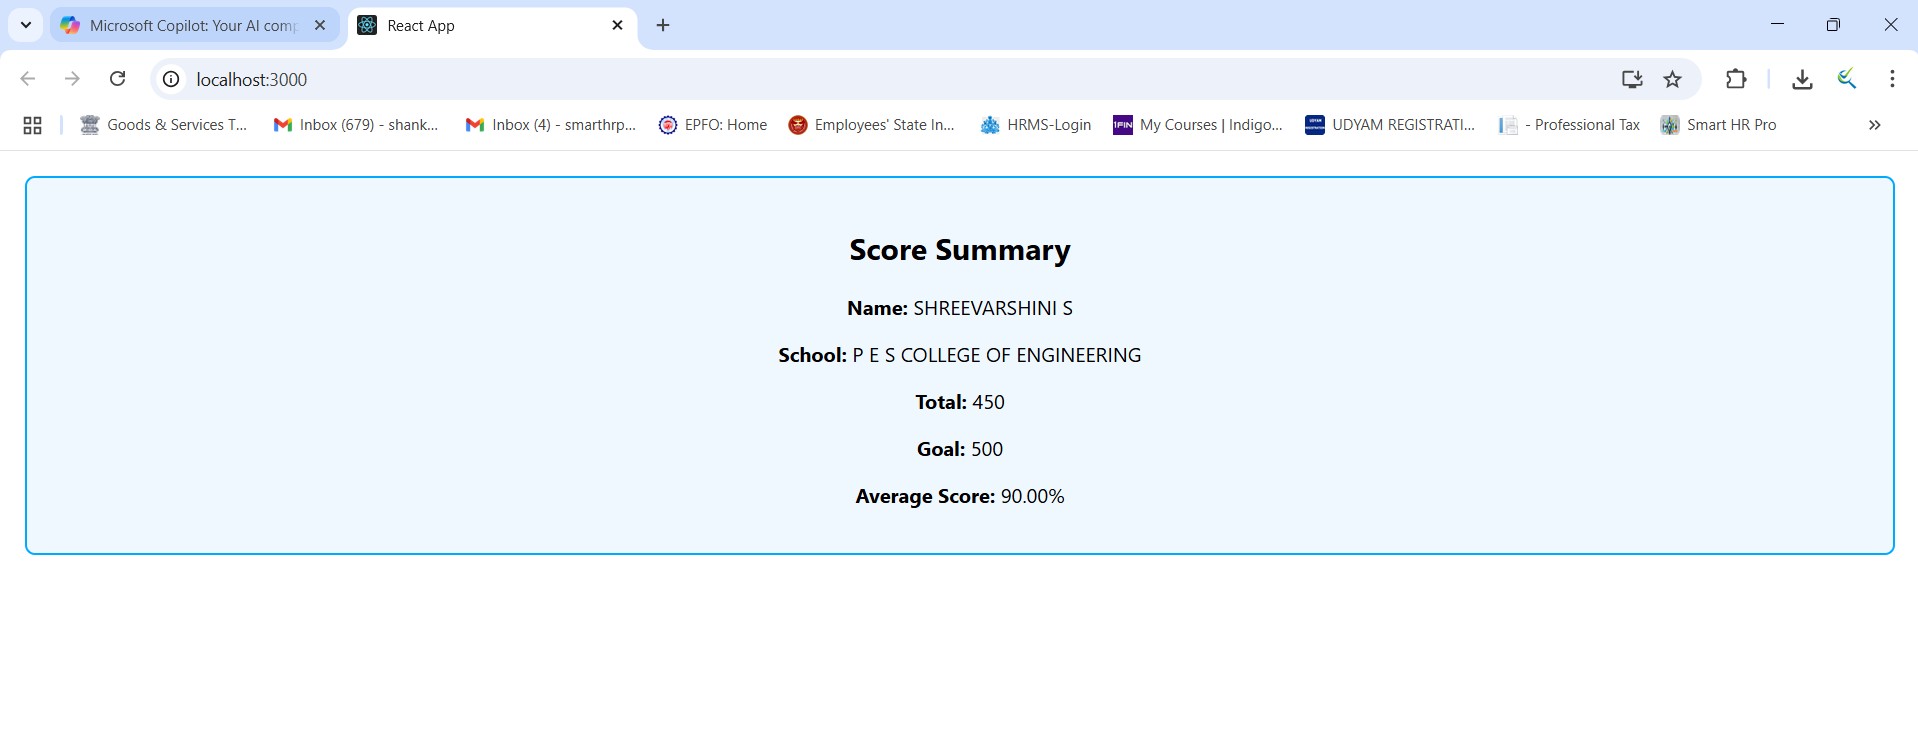 Microsoft Copilot: Your AI comp
React App
localhost:3000
Goods & Services T...
Inbox (679) - shank...
Inbox (4) - smarthrp...
EPFO: Home
Employees' State In...
HRMS-Login
1FIN
My Courses | Indigo...
UDYAM REGISTRATI...
- Professional Tax
Smart HR Pro
Score Summary
Name: SHREEVARSHINI S
School: P E S COLLEGE OF ENGINEERING
Total: 450
Goal: 500
Average Score: 90.00%